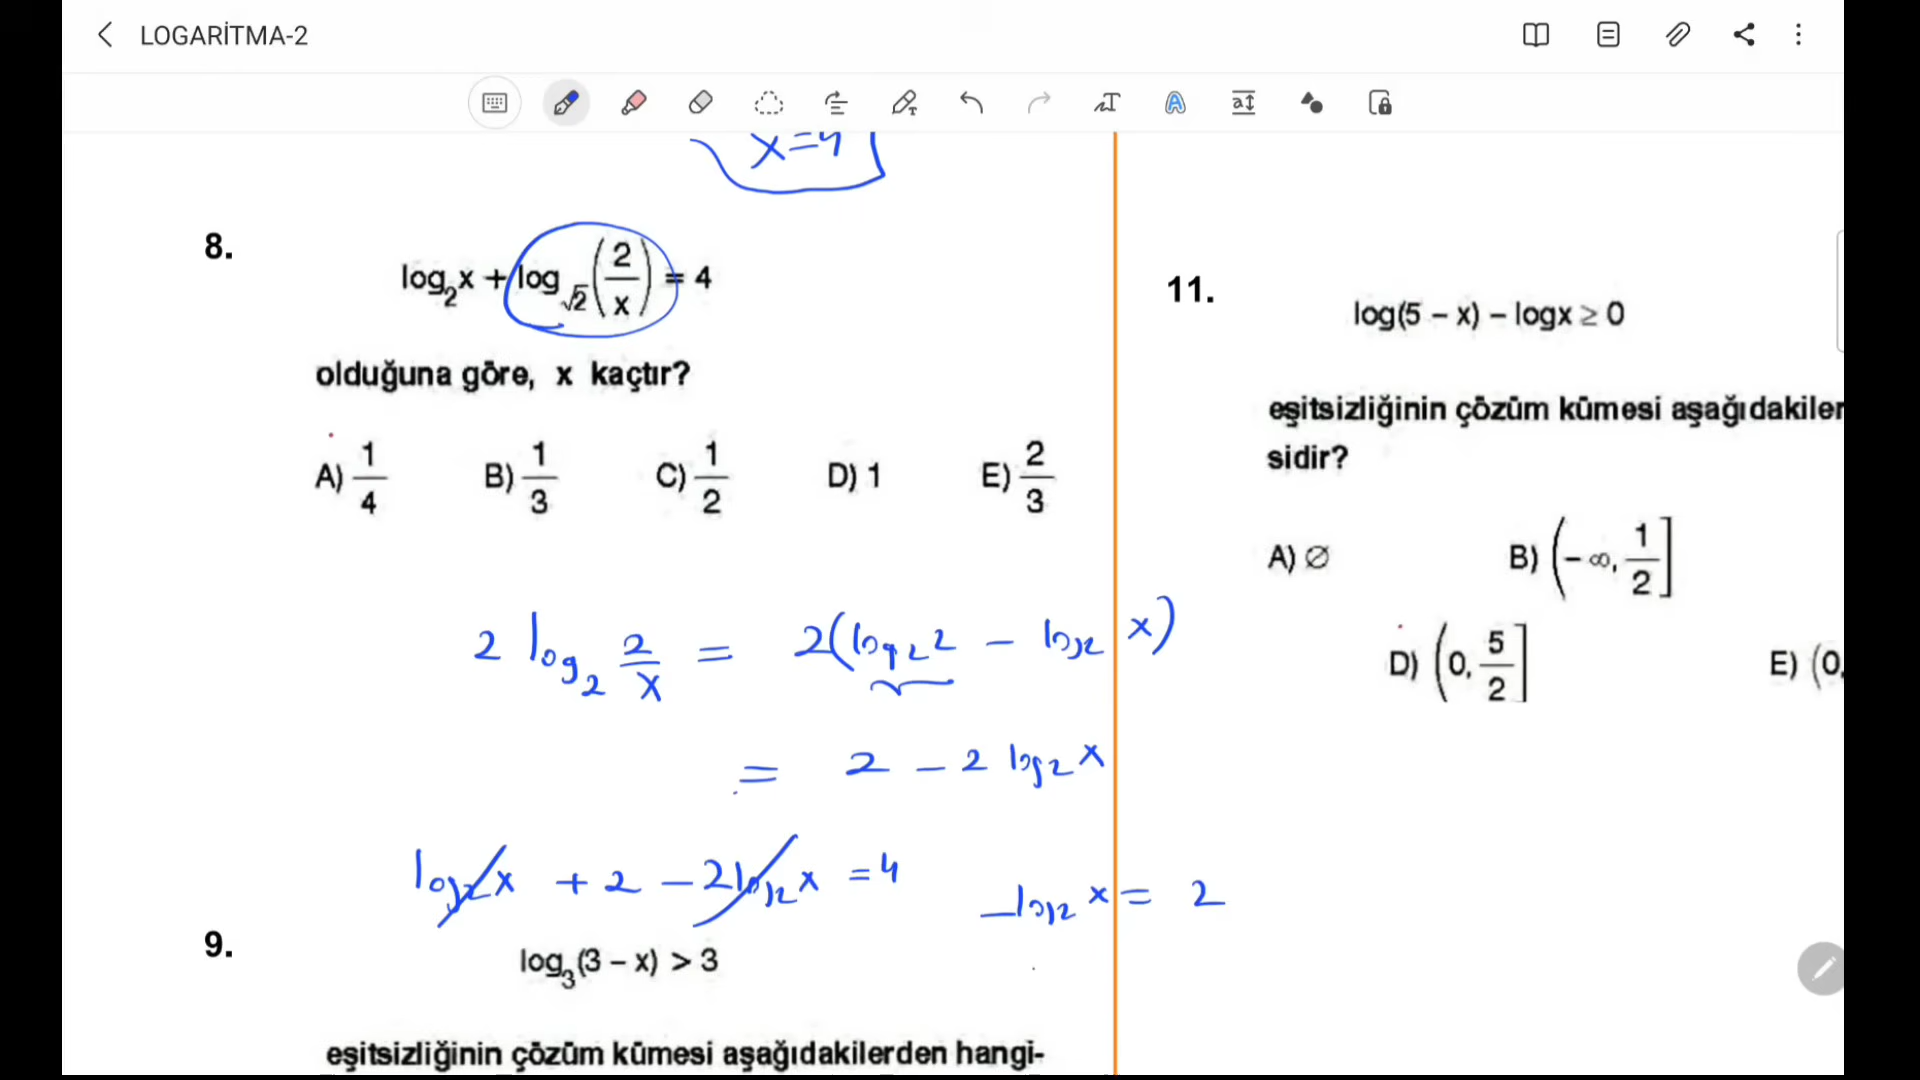 LOGARİTMA-2
x=4
8.
log₂x + log_√2(2/x) = 4
olduğuna göre, x kaçtır?
A) 1/4 B) 1/3 C) 1/2 D) 1 E) 2/3
2 log₂ 2/x = 2(log₂2 − log₂x)
= 2 − 2 log₂x
log₂x + 2 − 2log₂x = 4
−log₂x = 2
9.
log₃(3 − x) > 3
eşitsizliğinin çözüm kümesi aşağıdakilerden hangi-
11.
log(5 − x) − logx ≥ 0
eşitsizliğinin çözüm kümesi aşağıdakiler
sidir?
A) ∅ B) (−∞, 1/2]
D) (0, 5/2] E) (0,